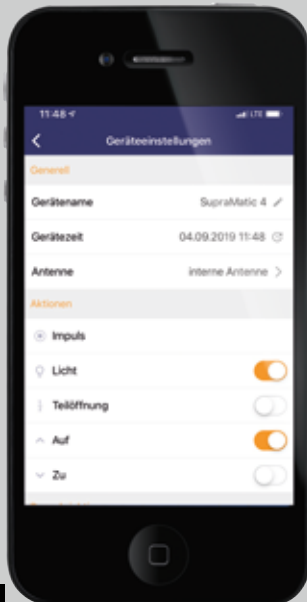 11:48 LTE
Geräteeinstellungen
Generell
Gerätename SupraMatic 4
Gerätezeit 04.09.2019 11:48
Antenne interne Antenne
Aktionen
Impuls
Licht
Teilöffnung
Auf
Zu